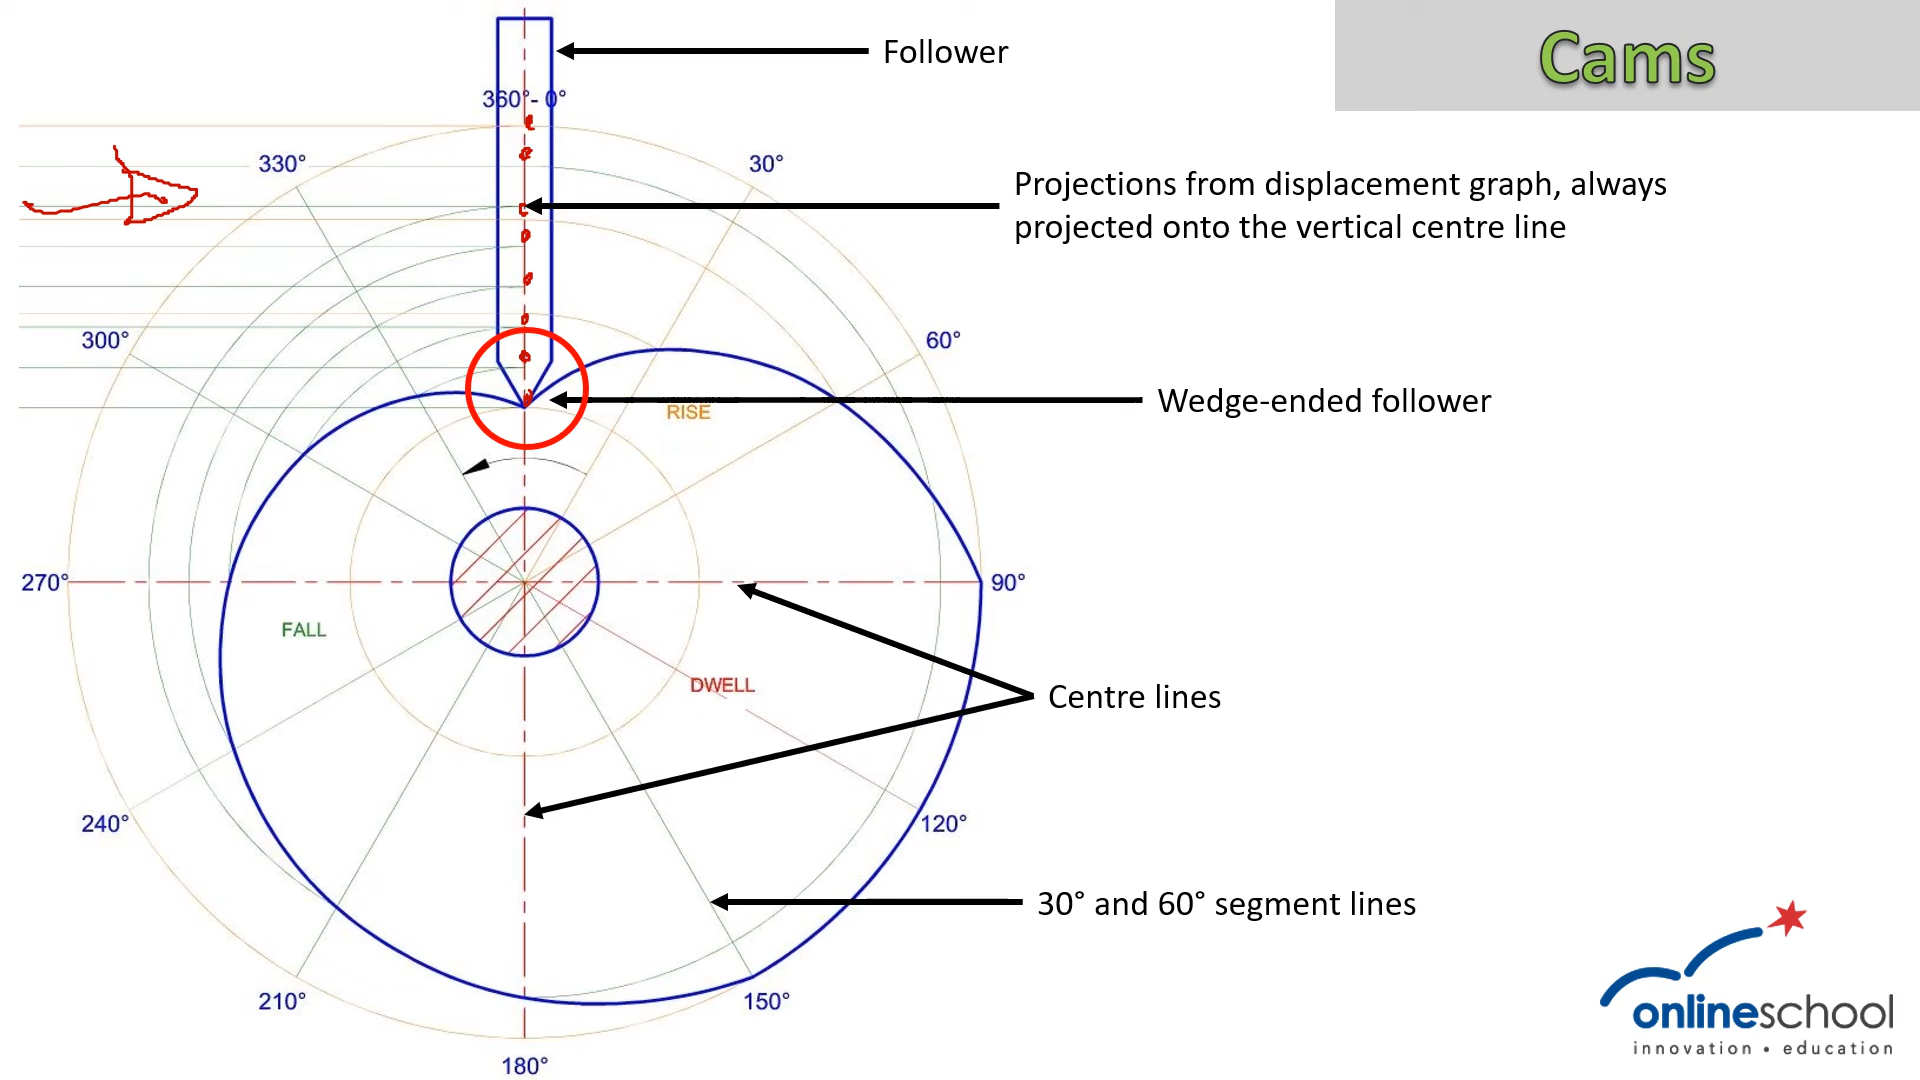 Cams
Follower
360°- 0°
330°
30°
Projections from displacement graph, always
projected onto the vertical centre line
300°
60°
Wedge-ended follower
RISE
270°
90°
FALL
DWELL
Centre lines
240°
120°
30° and 60° segment lines
210°
150°
180°
onlineschool
innovation • education